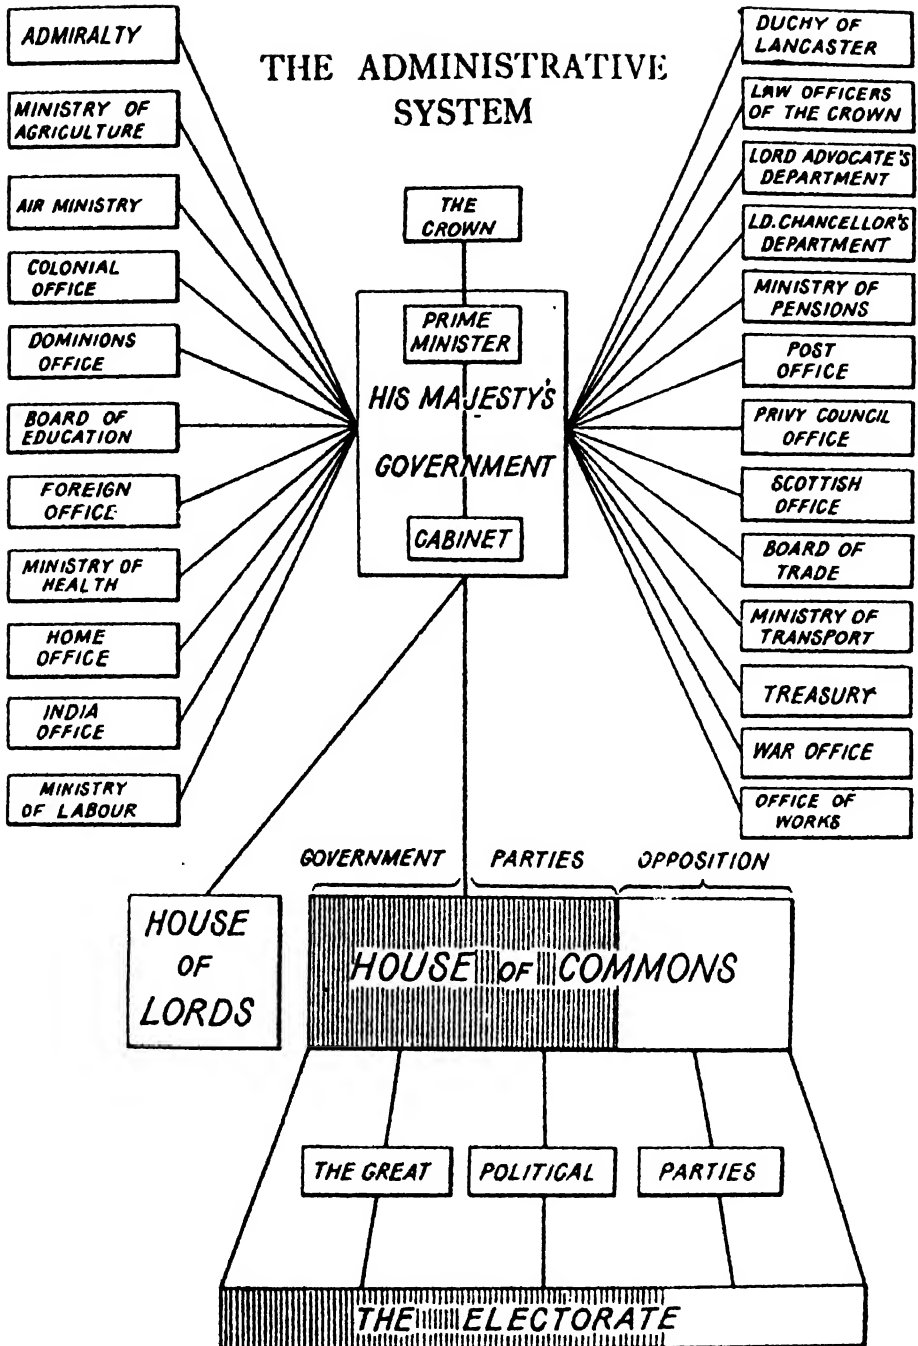 THE ADMINISTRATIVE
SYSTEM
ADMIRALTY
MINISTRY OF
AGRICULTURE
AIR MINISTRY
COLONIAL
OFFICE
DOMINIONS
OFFICE
BOARD OF
EDUCATION
FOREIGN
OFFICE
MINISTRY OF
HEALTH
HOME
OFFICE
INDIA
OFFICE
MINISTRY
OF LABOUR
THE
CROWN
PRIME
MINISTER
HIS MAJESTY'S
GOVERNMENT
CABINET
DUCHY OF
LANCASTER
LAW OFFICERS
OF THE CROWN
LORD ADVOCATE'S
DEPARTMENT
LD. CHANCELLOR'S
DEPARTMENT
MINISTRY OF
PENSIONS
POST
OFFICE
PRIVY COUNCIL
OFFICE
SCOTTISH
OFFICE
BOARD OF
TRADE
MINISTRY OF
TRANSPORT
TREASURY
WAR OFFICE
OFFICE OF
WORKS
GOVERNMENT PARTIES OPPOSITION
HOUSE
OF
LORDS
HOUSE OF COMMONS
THE GREAT POLITICAL PARTIES
THE ELECTORATE